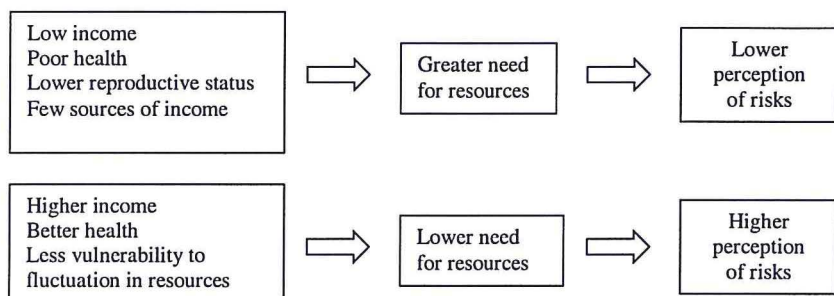 Low income
Poor health
Lower reproductive status
Few sources of income
Greater need
for resources
Lower
perception
of risks
Higher income
Better health
Less vulnerability to
fluctuation in resources
Lower need
for resources
Higher
perception
of risks